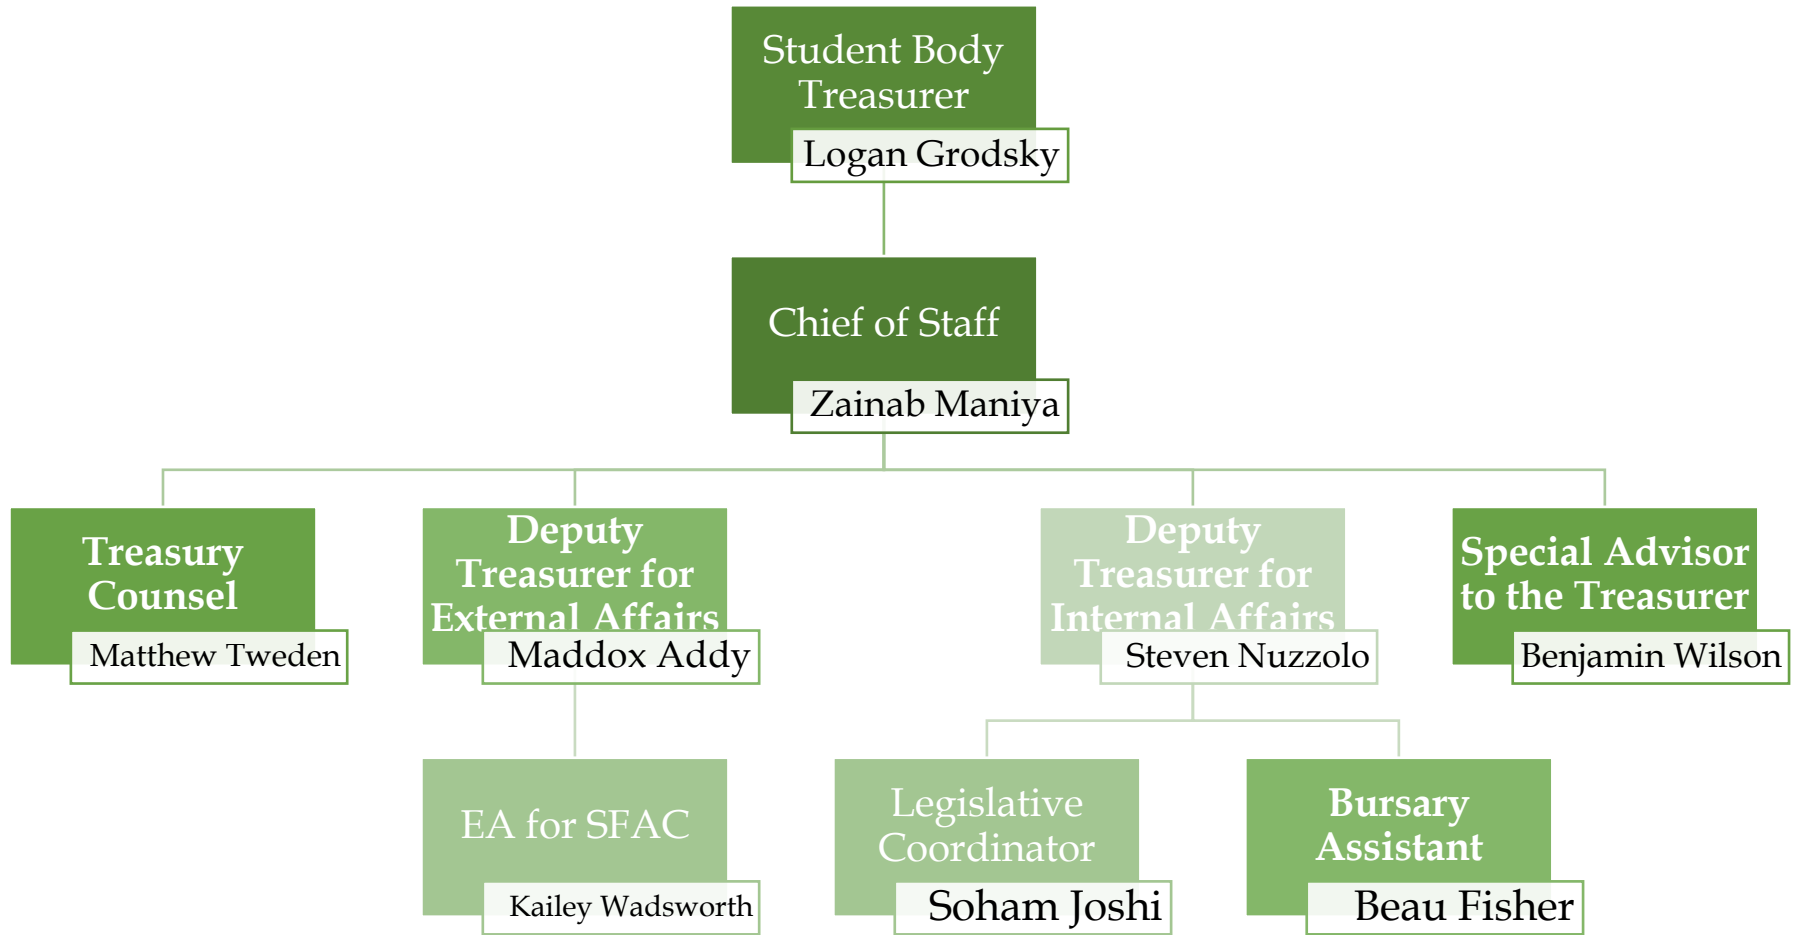 Student Body
Treasurer
Logan Grodsky
Chief of Staff
Zainab Maniya
Treasury
Counsel
Matthew Tweden
Deputy
Treasurer for
External Affairs
Maddox Addy
Deputy
Treasurer for
Internal Affairs
Steven Nuzzolo
Special Advisor
to the Treasurer
Benjamin Wilson
EA for SFAC
Kailey Wadsworth
Legislative
Coordinator
Soham Joshi
Bursary
Assistant
Beau Fisher